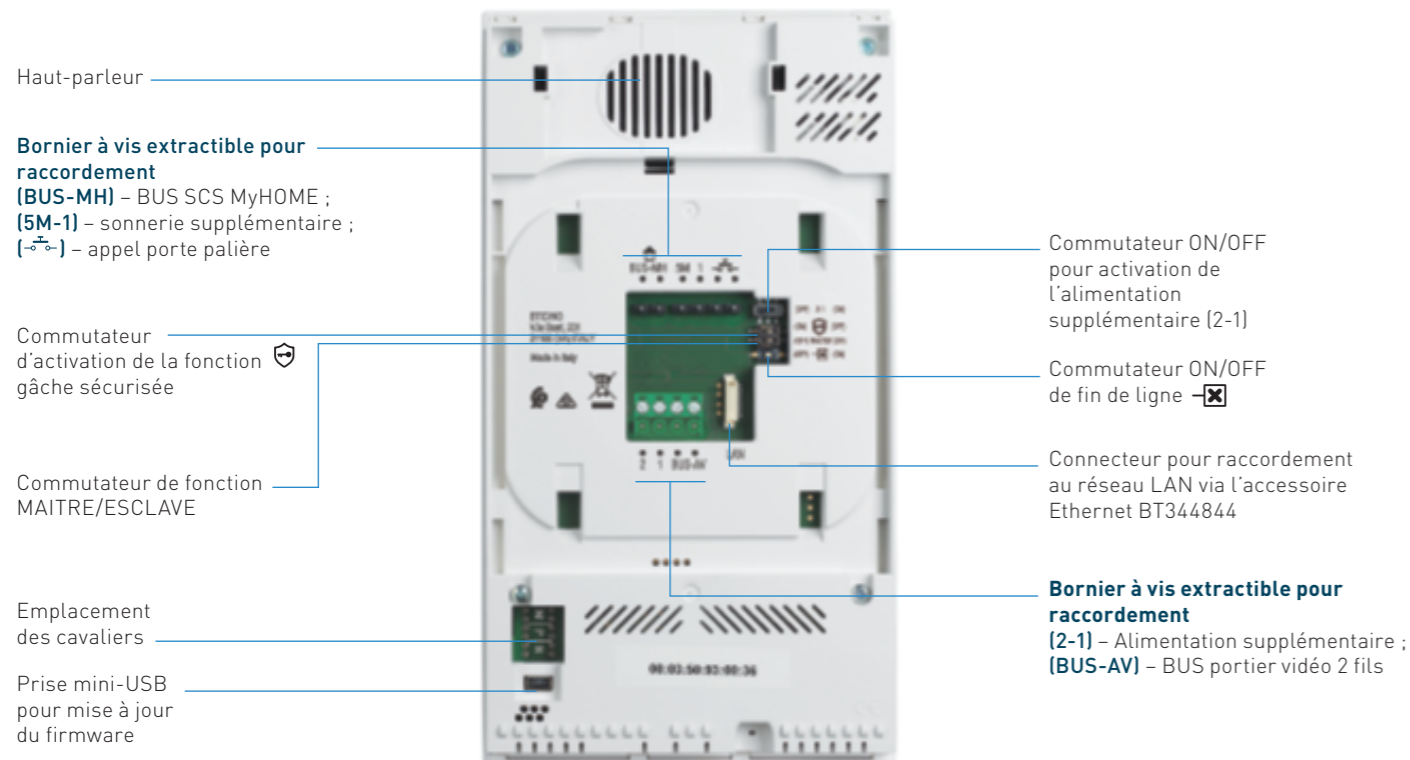 Haut-parleur
Bornier à vis extractible pour
raccordement
(BUS-MH) – BUS SCS MyHOME ;
(5M-1) – sonnerie supplémentaire ;
( ) – appel porte palière
Commutateur
d'activation de la fonction
gâche sécurisée
Commutateur de fonction
MAITRE/ESCLAVE
Emplacement
des cavaliers
Prise mini-USB
pour mise à jour
du firmware
BUS-MH 5M 1
BTICINO
Made in Italy
2 1 BUS-AV LAN
00:03:50:93:00:36
Commutateur ON/OFF
pour activation de
l'alimentation
supplémentaire (2-1)
Commutateur ON/OFF
de fin de ligne
Connecteur pour raccordement
au réseau LAN via l'accessoire
Ethernet BT344844
Bornier à vis extractible pour
raccordement
(2-1) – Alimentation supplémentaire ;
(BUS-AV) – BUS portier vidéo 2 fils